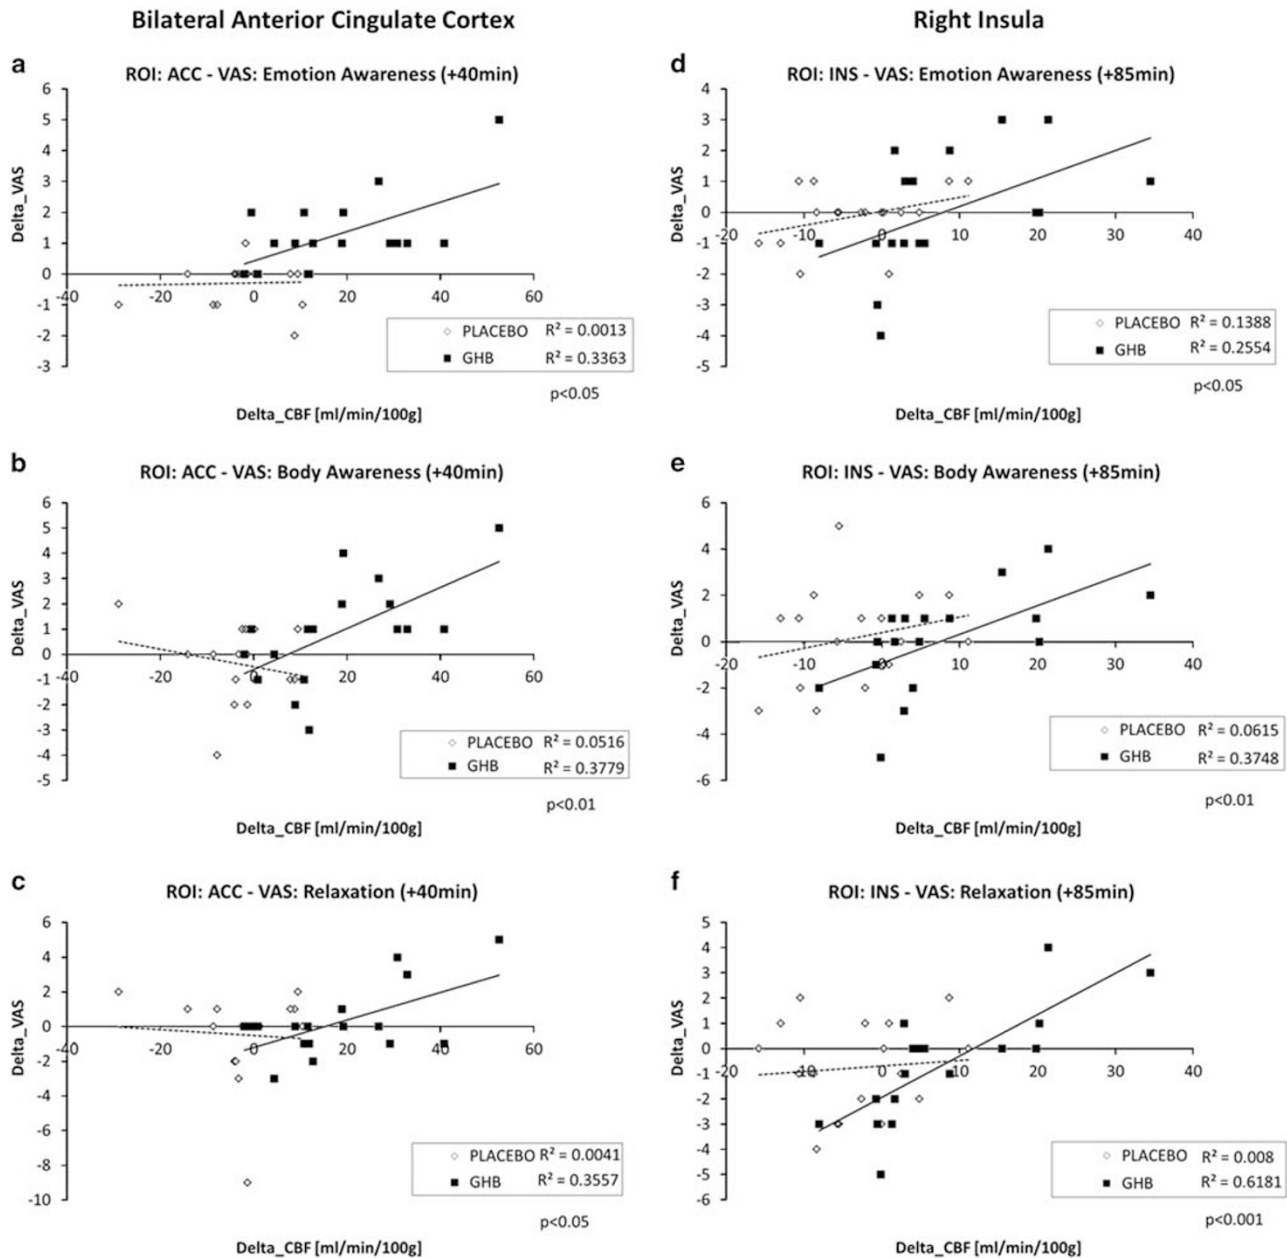 Bilateral Anterior Cingulate Cortex
Right Insula
a
ROI: ACC - VAS: Emotion Awareness (+40min)
6
5
4
3
2
1
0
-1
-2
-3
-40
-20
0
20
40
60
Delta_VAS
PLACEBO R² = 0.0013
GHB R² = 0.3363
p<0.05
Delta_CBF [ml/min/100g]
d
ROI: INS - VAS: Emotion Awareness (+85min)
4
3
2
1
0
-1
-2
-3
-4
-5
-20
-10
0
10
20
30
40
Delta_VAS
PLACEBO R² = 0.1388
GHB R² = 0.2554
p<0.05
Delta_CBF [ml/min/100g]
b
ROI: ACC - VAS: Body Awareness (+40min)
6
5
4
3
2
1
0
-1
-2
-3
-4
-5
-40
-20
0
20
40
60
Delta_VAS
PLACEBO R² = 0.0516
GHB R² = 0.3779
p<0.01
Delta_CBF [ml/min/100g]
e
ROI: INS - VAS: Body Awareness (+85min)
6
4
2
0
-2
-4
-6
-20
-10
0
10
20
30
40
Delta_VAS
PLACEBO R² = 0.0615
GHB R² = 0.3748
p<0.01
Delta_CBF [ml/min/100g]
c
ROI: ACC - VAS: Relaxation (+40min)
6
4
2
0
-2
-4
-6
-8
-10
-40
-20
0
20
40
60
Delta_VAS
PLACEBO R² = 0.0041
GHB R² = 0.3557
p<0.05
Delta_CBF [ml/min/100g]
f
ROI: INS - VAS: Relaxation (+85min)
5
4
3
2
1
0
-1
-2
-3
-4
-5
-6
-20
-10
0
10
20
30
40
Delta_VAS
PLACEBO R² = 0.008
GHB R² = 0.6181
p<0.001
Delta_CBF [ml/min/100g]